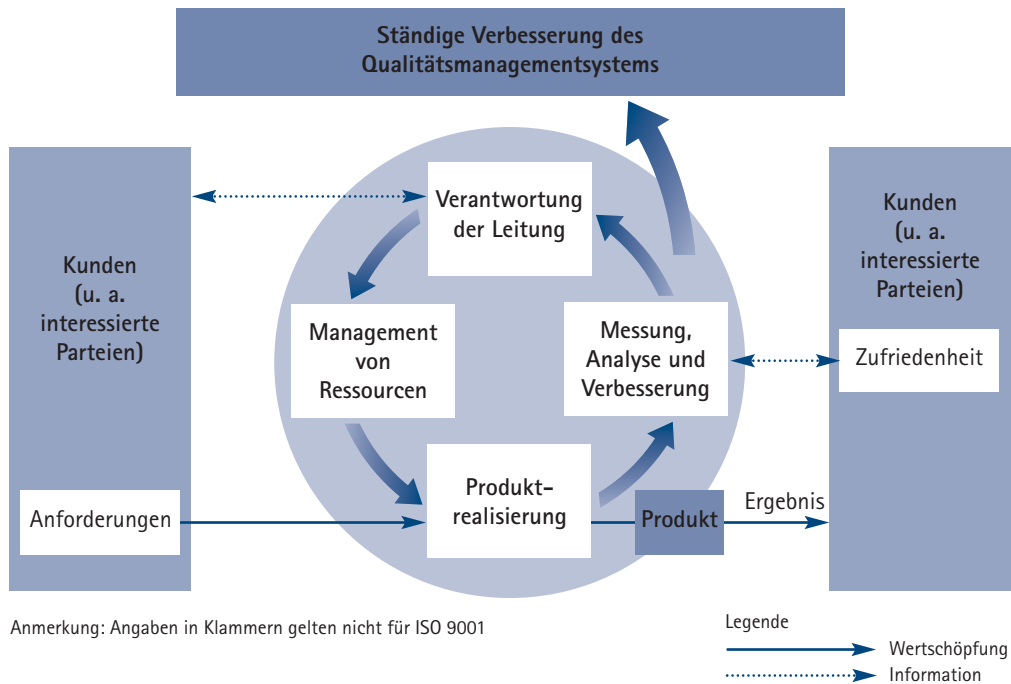 Ständige Verbesserung des
Qualitätsmanagementsystems
Kunden
(u. a.
interessierte
Parteien)
Anforderungen
Verantwortung
der Leitung
Management
von
Ressourcen
Messung,
Analyse und
Verbesserung
Produkt-
realisierung
Produkt
Ergebnis
Kunden
(u. a.
interessierte
Parteien)
Zufriedenheit
Anmerkung: Angaben in Klammern gelten nicht für ISO 9001
Legende
Wertschöpfung
Information